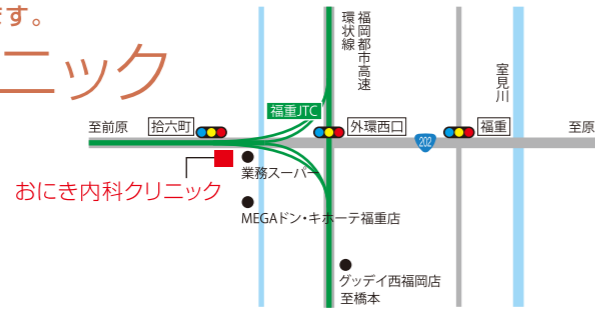 です。
ニック
福岡都市高速
環状線
室見川
福重JTC
至前原
拾六町
外環西口
福重
至原
202
業務スーパー
おにき内科クリニック
MEGAドン・キホーテ福重店
グッデイ西福岡店
至橋本